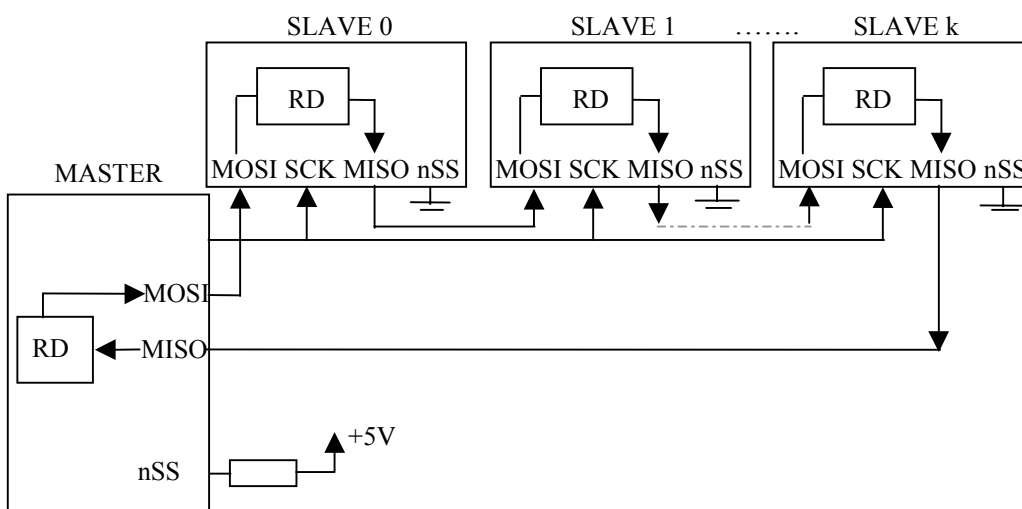 SLAVE 0 SLAVE 1 ....... SLAVE k
RD RD RD
MOSI SCK MISO nSS MOSI SCK MISO nSS MOSI SCK MISO nSS
MASTER
MOSI
RD MISO
+5V
nSS